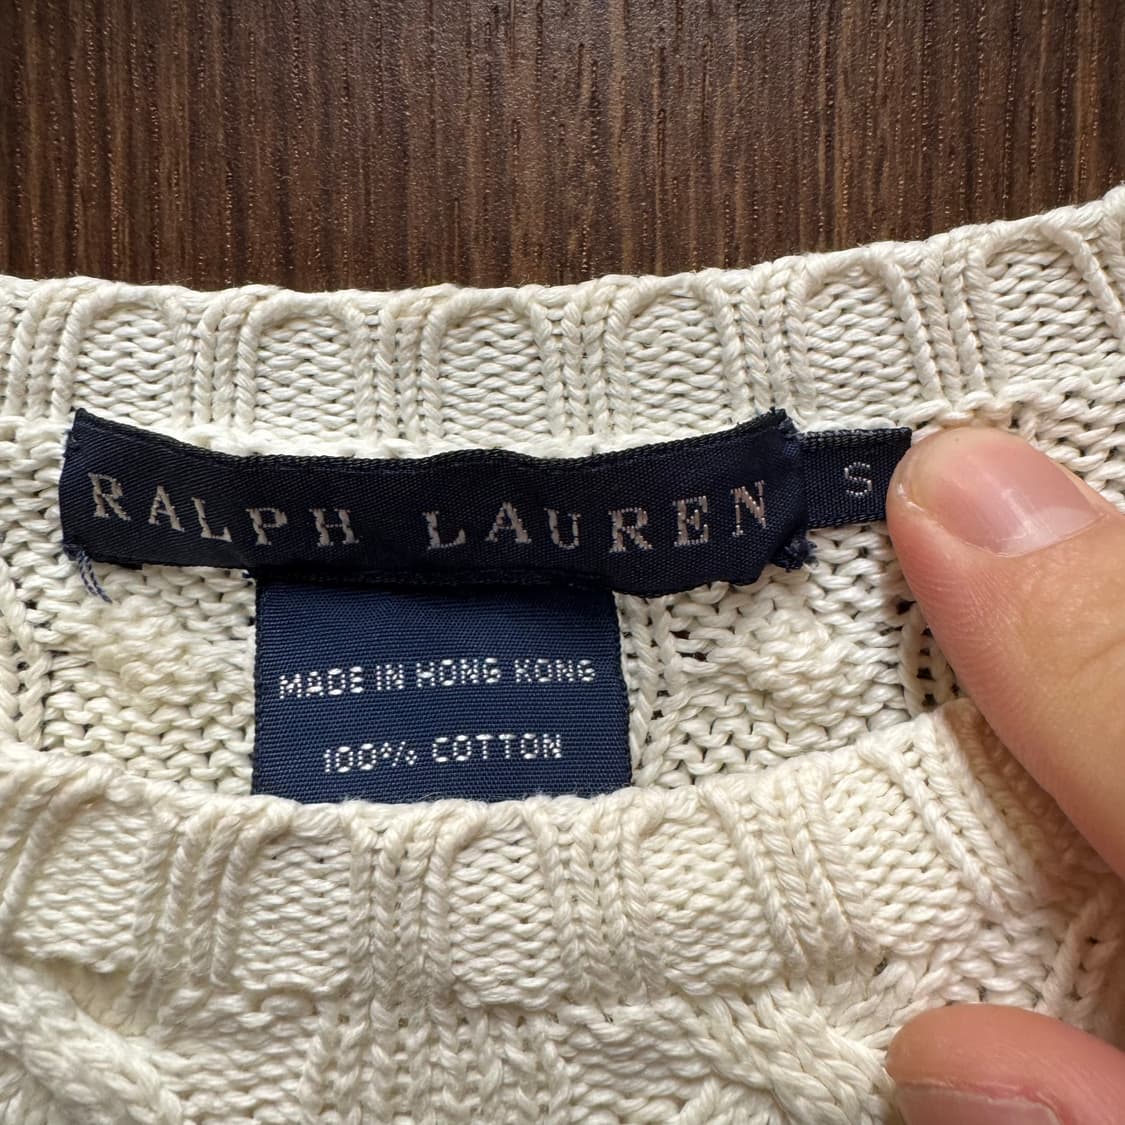 RALPH LAUREN
S
MADE IN HONG KONG
100% COTTON